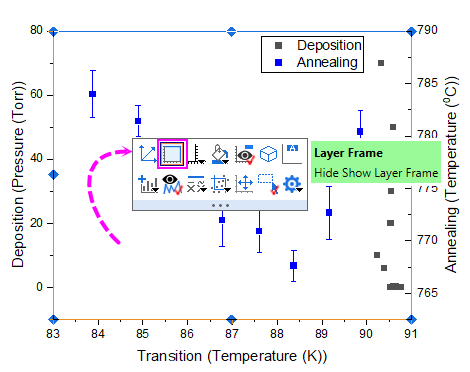 80
60
40
20
0
Deposition (Pressure (Torr))
Deposition
Annealing
A
Layer Frame
Hide Show Layer Frame
790
785
780
775
770
765
Annealing (Temperature (⁰C))
83 84 85 86 87 88 89 90 91
Transition (Temperature (K))